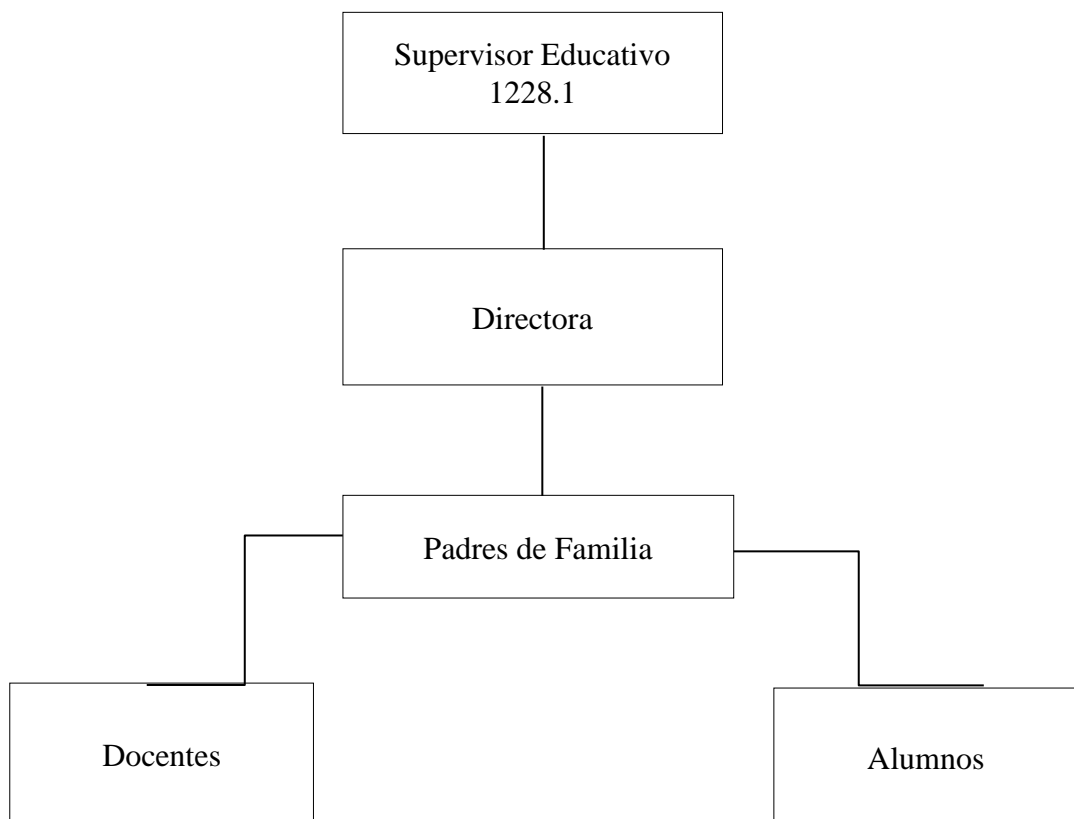 Supervisor Educativo
1228.1
Directora
Padres de Familia
Docentes
Alumnos